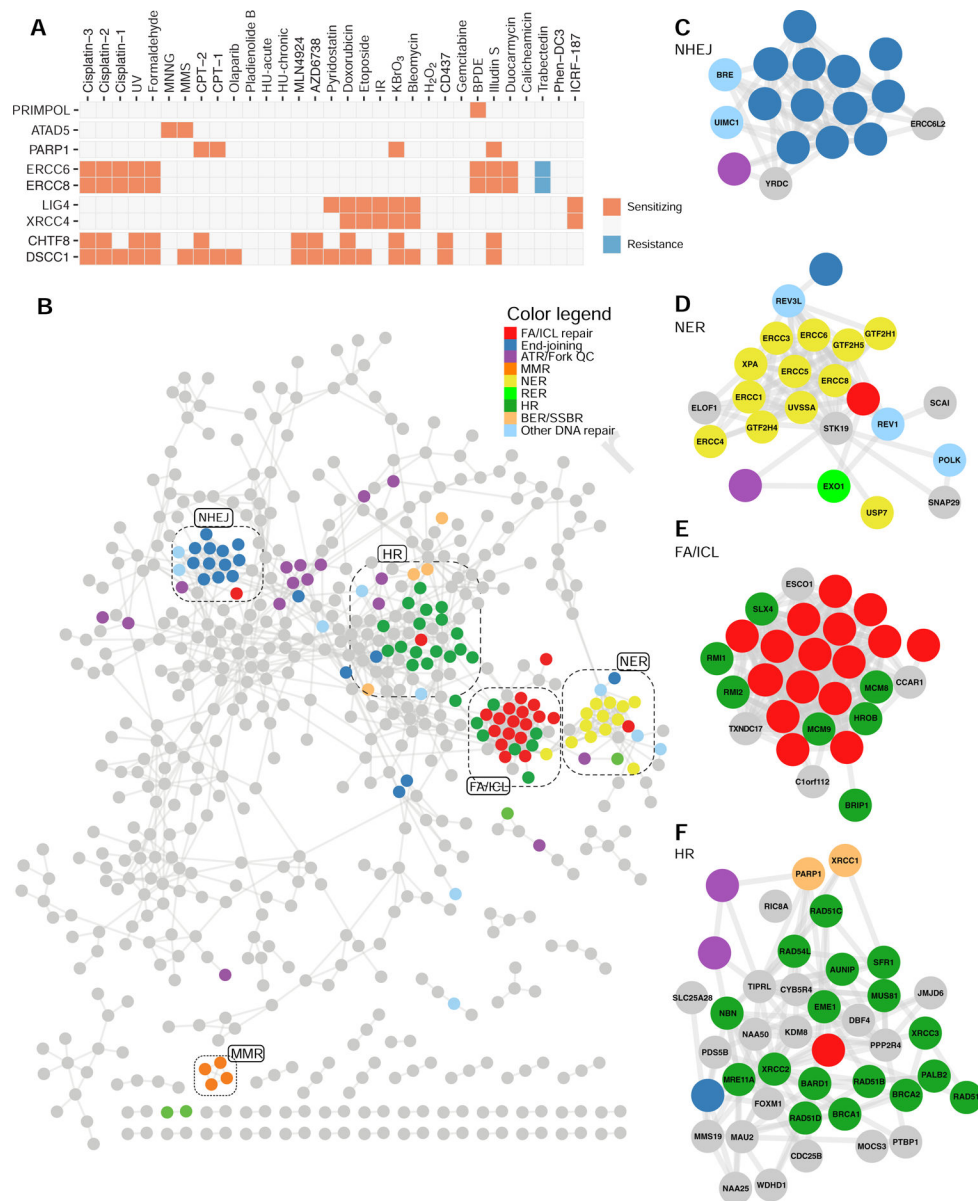 A
Cisplatin-3
Cisplatin-2
Cisplatin-1
UV
Formaldehyde
MNNG
MMS
CPT-2
CPT-1
Olaparib
Pladienolide B
HU-acute
HU-chronic
MLN4924
AZD6738
Pyridostatin
Doxorubicin
Etoposide
IR
KBrO3
Bleomycin
H2O2
CD437
Gemcitabine
BPDE
Illudin S
Duocarmycin
Calicheamicin
Trabectedin
Phen-DC3
ICRF-187
PRIMPOL
ATAD5
PARP1
ERCC6
ERCC8
LIG4
XRCC4
CHTF8
DSCC1
Sensitizing
Resistance
B
Color legend
FA/ICL repair
End-joining
ATR/Fork QC
MMR
NER
RER
HR
BER/SSBR
Other DNA repair
NHEJ
HR
NER
FA/ICL
MMR
C
NHEJ
BRE
UIMC1
ERCC6L2
YRDC
D
NER
REV3L
ERCC3
ERCC6
GTF2H5
GTF2H1
XPA
ERCC5
ERCC8
ERCC1
UVSSA
ELOF1
GTF2H4
ERCC4
STK19
REV1
SCAI
POLK
SNAP29
EXO1
USP7
E
FA/ICL
ESCO1
SLX4
RMI1
RMI2
MCM8
CCAR1
HROB
MCM9
TXNDC17
C1orf112
BRIP1
F
HR
XRCC1
PARP1
RIC8A
RAD51C
RAD54L
AUNIP
SFR1
TIPRL
CYB5R4
MUS81
JMJD6
SLC25A28
NBN
EME1
DBF4
NAA50
KDM8
PPP2R4
XRCC3
PDS5B
MRE11A
XRCC2
BARD1
RAD51B
PALB2
BRCA2
RAD51
FOXM1
RAD51D
BRCA1
MMS19
MAU2
CDC25B
MOCS3
PTBP1
NAA25
WDHD1